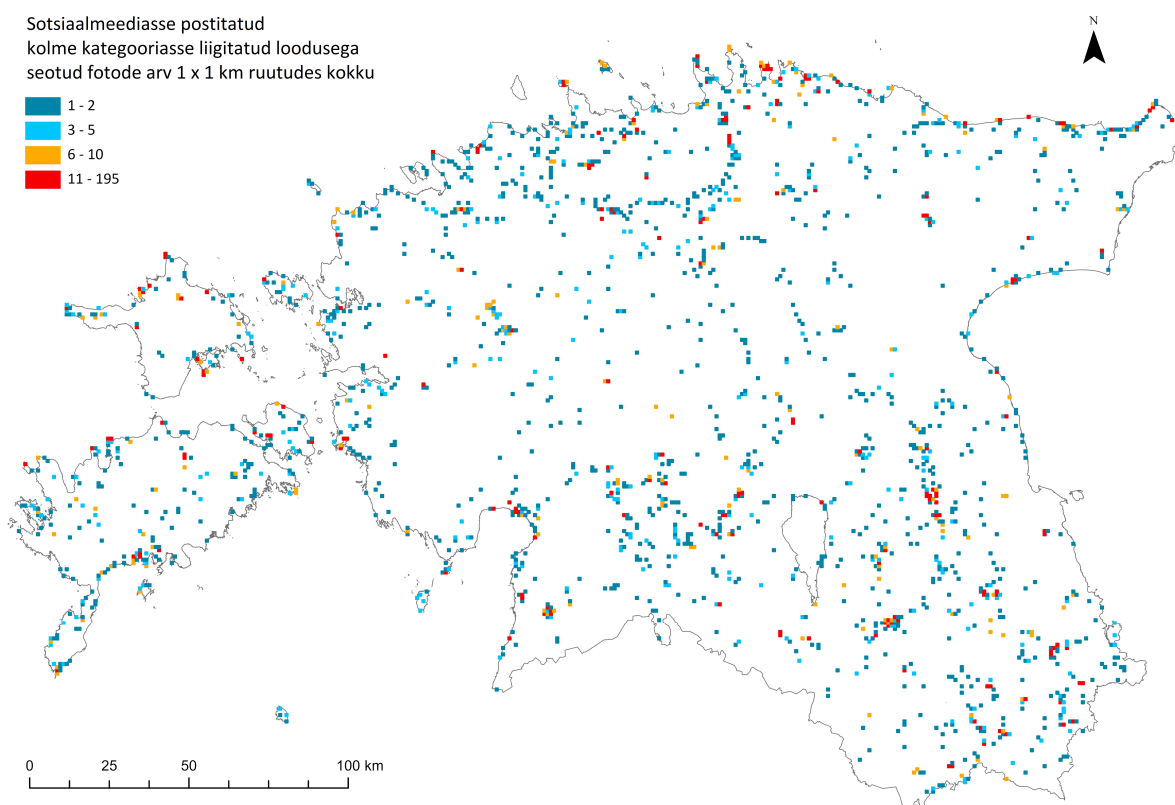 Sotsiaalmeediasse postitatud
kolme kategooriasse liigitatud loodusega
seotud fotode arv 1 x 1 km ruutudes kokku
1 - 2
3 - 5
6 - 10
11 - 195
N
0 25 50 100 km